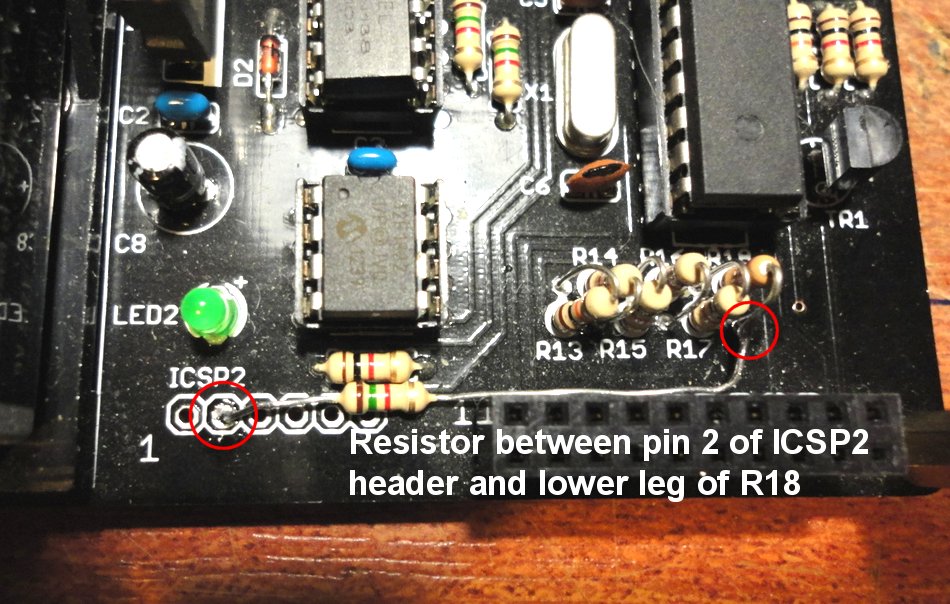 D2
C2
X1
C6
C8
TR1
R14
LED2
+
R13 R15 R17
ICSP2
1
11
Resistor between pin 2 of ICSP2
header and lower leg of R18